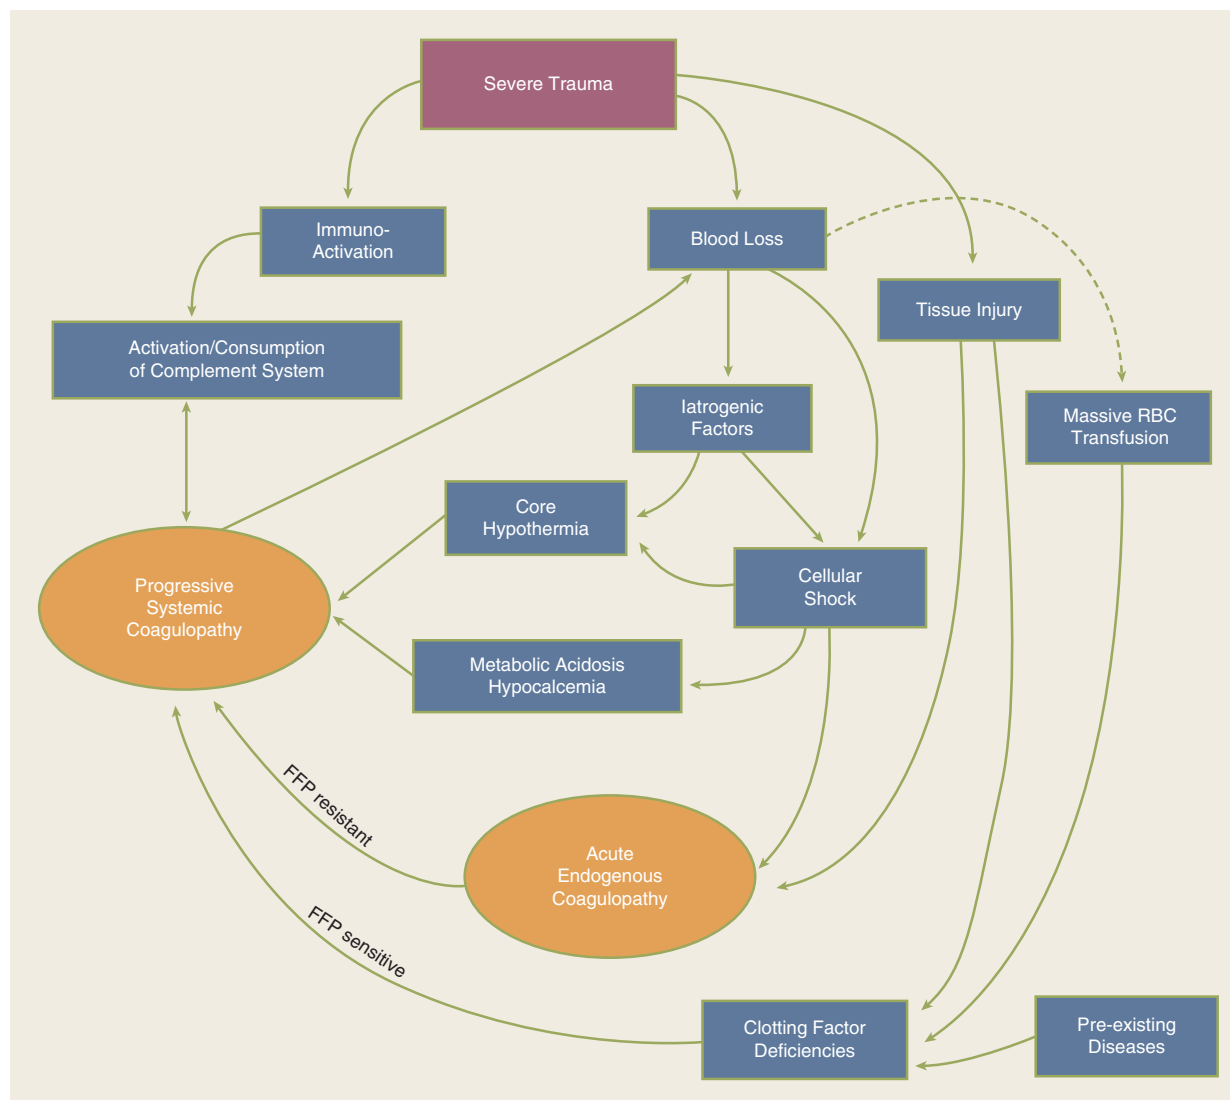 Severe Trauma
Immuno-
Activation
Blood Loss
Tissue Injury
Activation/Consumption
of Complement System
Iatrogenic
Factors
Massive RBC
Transfusion
Core
Hypothermia
Cellular
Shock
Progressive
Systemic
Coagulopathy
Metabolic Acidosis
Hypocalcemia
FFP resistant
Acute
Endogenous
Coagulopathy
FFP sensitive
Clotting Factor
Deficiencies
Pre-existing
Diseases